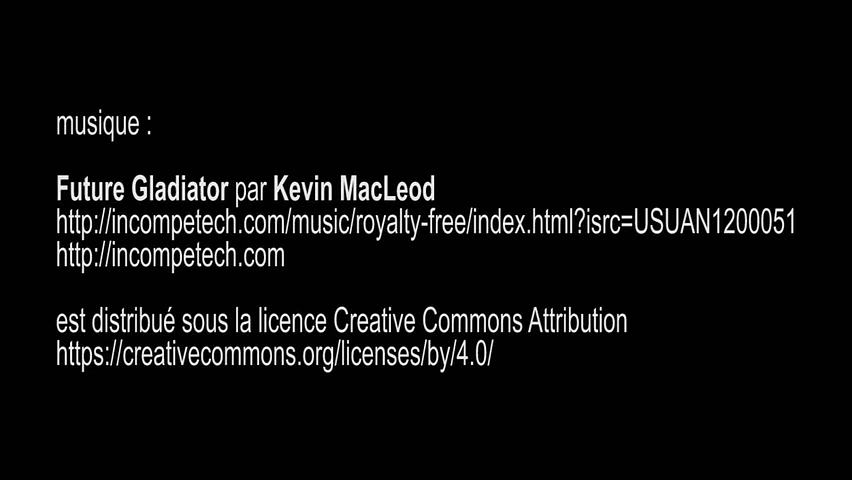 musique :
Future Gladiator par Kevin MacLeod
http://incompetech.com/music/royalty-free/index.html?isrc=USUAN1200051
http://incompetech.com
est distribué sous la licence Creative Commons Attribution
https://creativecommons.org/licenses/by/4.0/